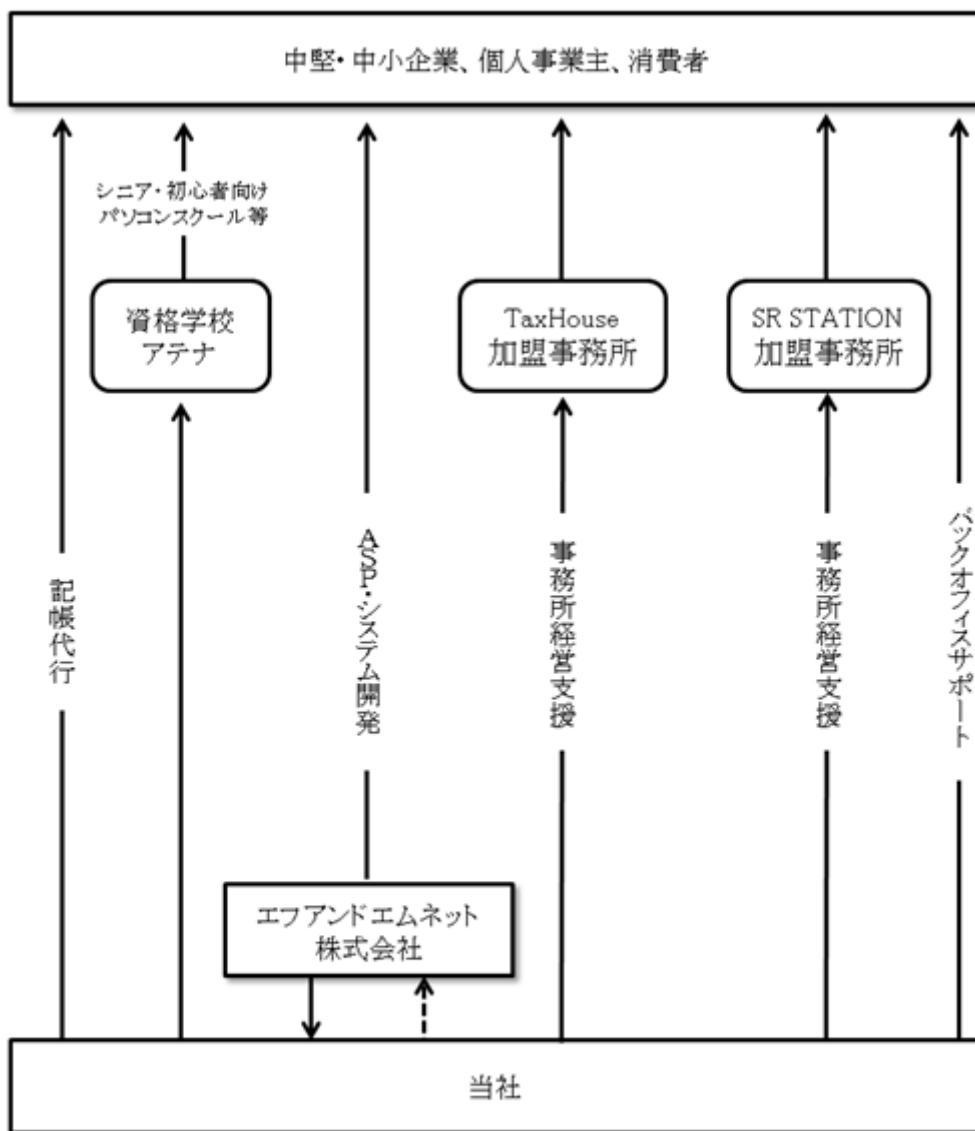 中堅・中小企業、個人事業主、消費者
シニア・初心者向け
パソコンスクール等
資格学校
アテナ
TaxHouse
加盟事務所
SR STATION
加盟事務所
記帳代行
ASP・システム開発
事務所経営支援
事務所経営支援
バックオフィスサポート
エフアンドエムネット
株式会社
当社